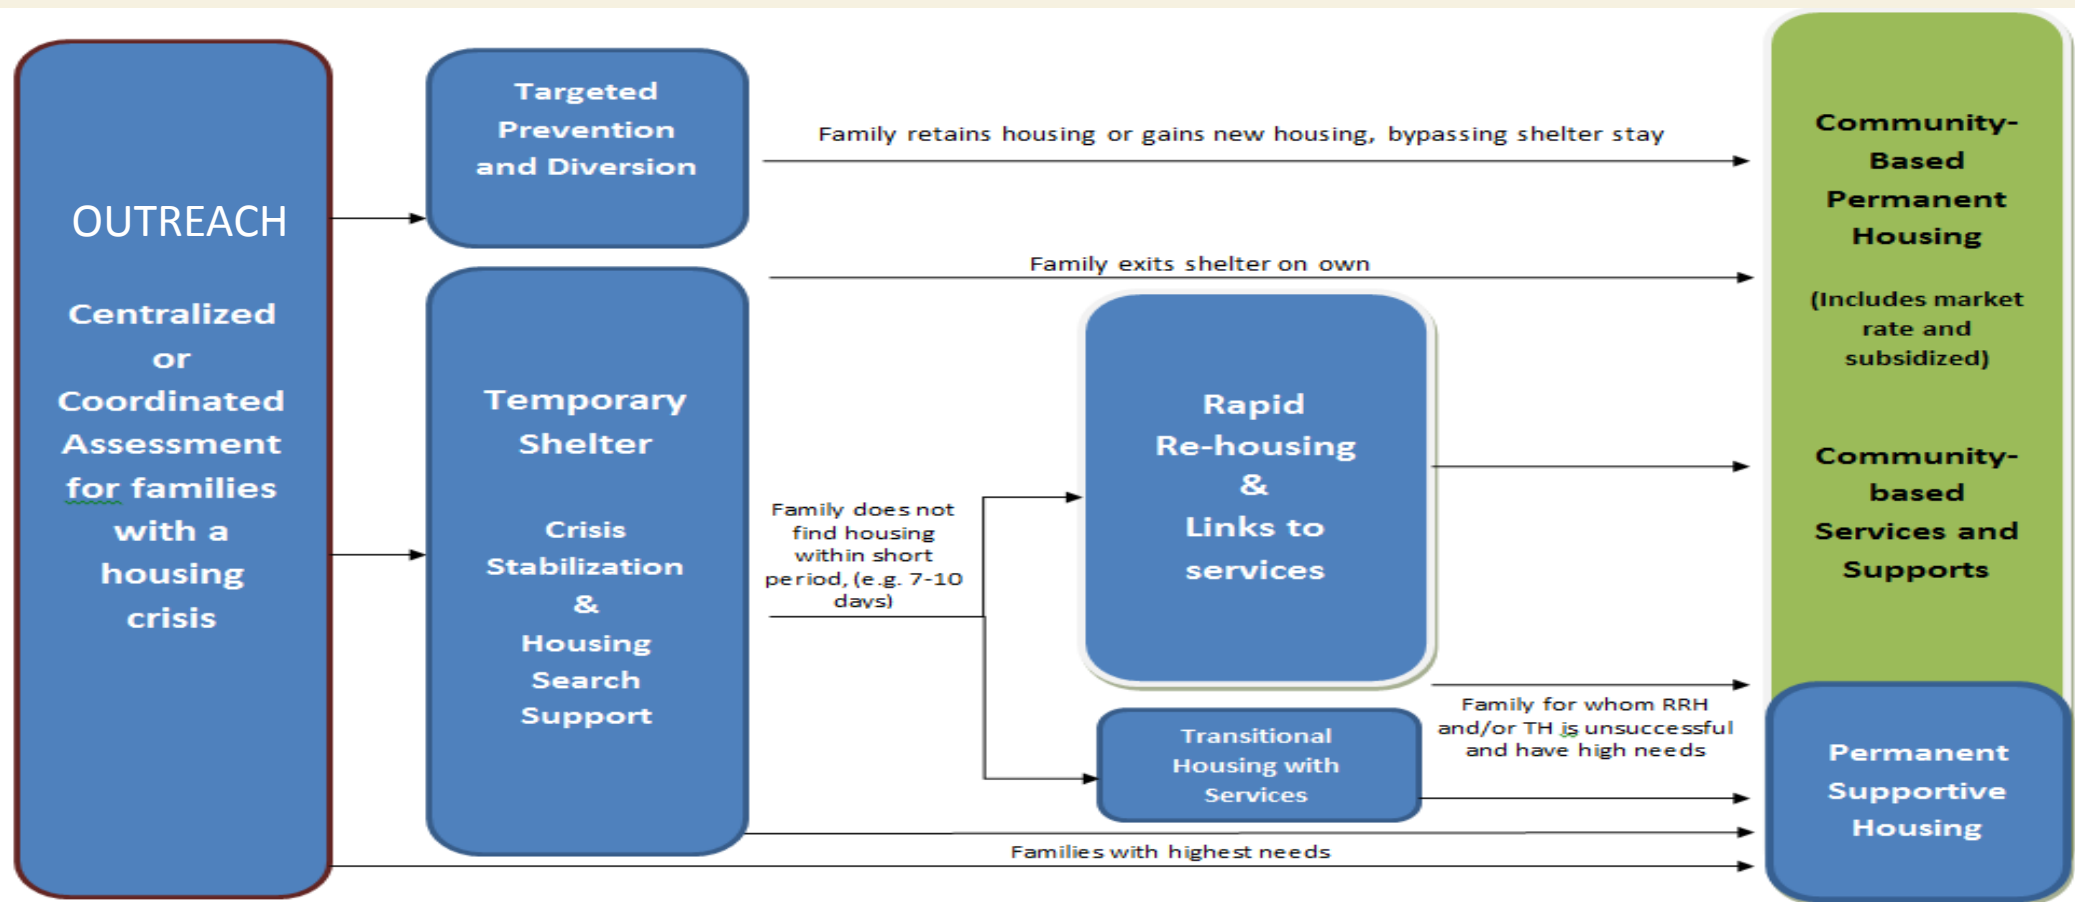 OUTREACH
Centralized
or
Coordinated
Assessment
for families
with a
housing
crisis
Targeted
Prevention
and Diversion
Temporary
Shelter
Crisis
Stabilization
&
Housing
Search
Support
Family retains housing or gains new housing, bypassing shelter stay
Family exits shelter on own
Family does not
find housing
within short
period, (e.g. 7-10
days)
Rapid
Re-housing
&
Links to
services
Transitional
Housing with
Services
Family for whom RRH
and/or TH is unsuccessful
and have high needs
Families with highest needs
Community-
Based
Permanent
Housing
(Includes market
rate and
subsidized)
Community-
based
Services and
Supports
Permanent
Supportive
Housing